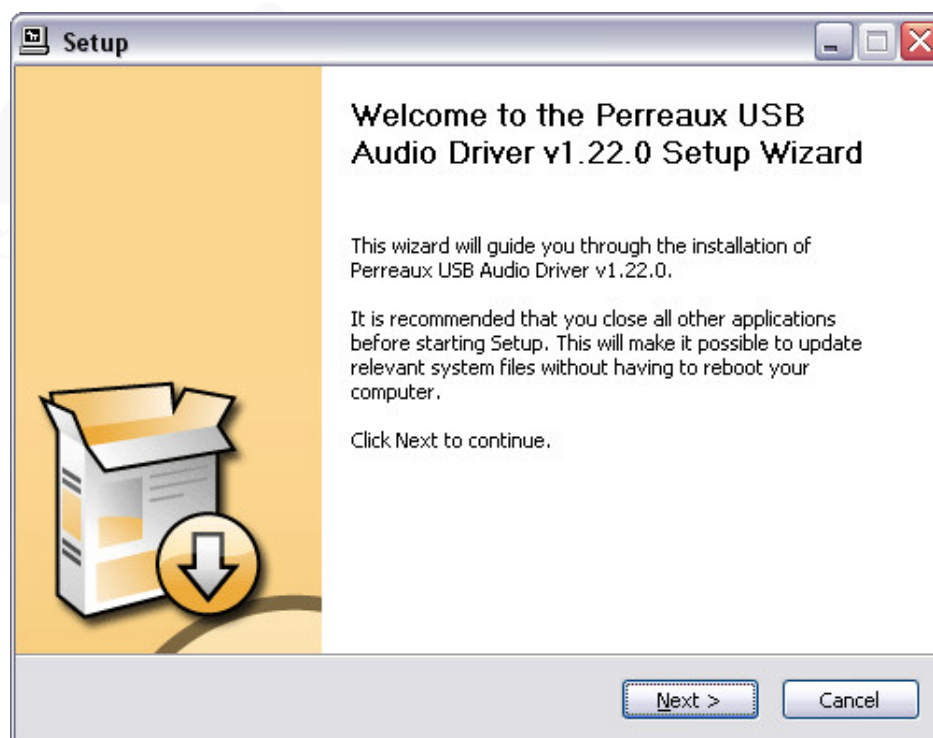 Setup
Welcome to the Perreaux USB
Audio Driver v1.22.0 Setup Wizard
This wizard will guide you through the installation of
Perreaux USB Audio Driver v1.22.0.
It is recommended that you close all other applications
before starting Setup. This will make it possible to update
relevant system files without having to reboot your
computer.
Click Next to continue.
Next >
Cancel